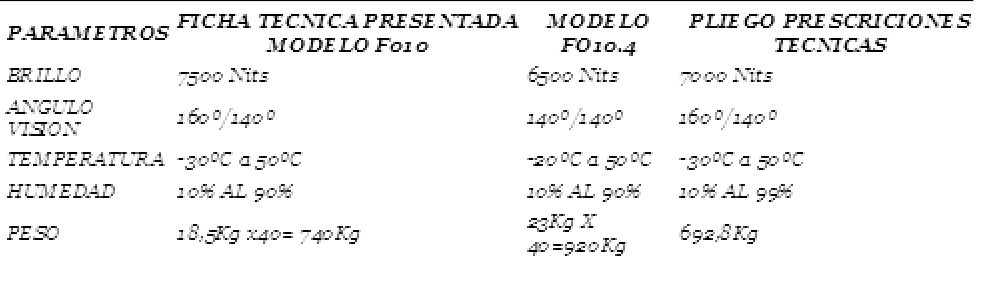 PARAMETROS FICHA TECNICA PRESENTADA MODELO PLIEGO PRESCRICIONES
MODELO F010 FO10.4 TECNICAS
BRILLO 7500 Nits 6500 Nits 7000 Nits
ANGULO
VISION 160º/140º 140º/140º 160º/140º
TEMPERATURA -30ºC a 50ºC -20ºC a 50ºC -30ºC a 50ºC
HUMEDAD 10% AL 90% 10% AL 90% 10% AL 99%
PESO 18,5Kg x40= 740Kg 23Kg X
40=920Kg 692,8Kg